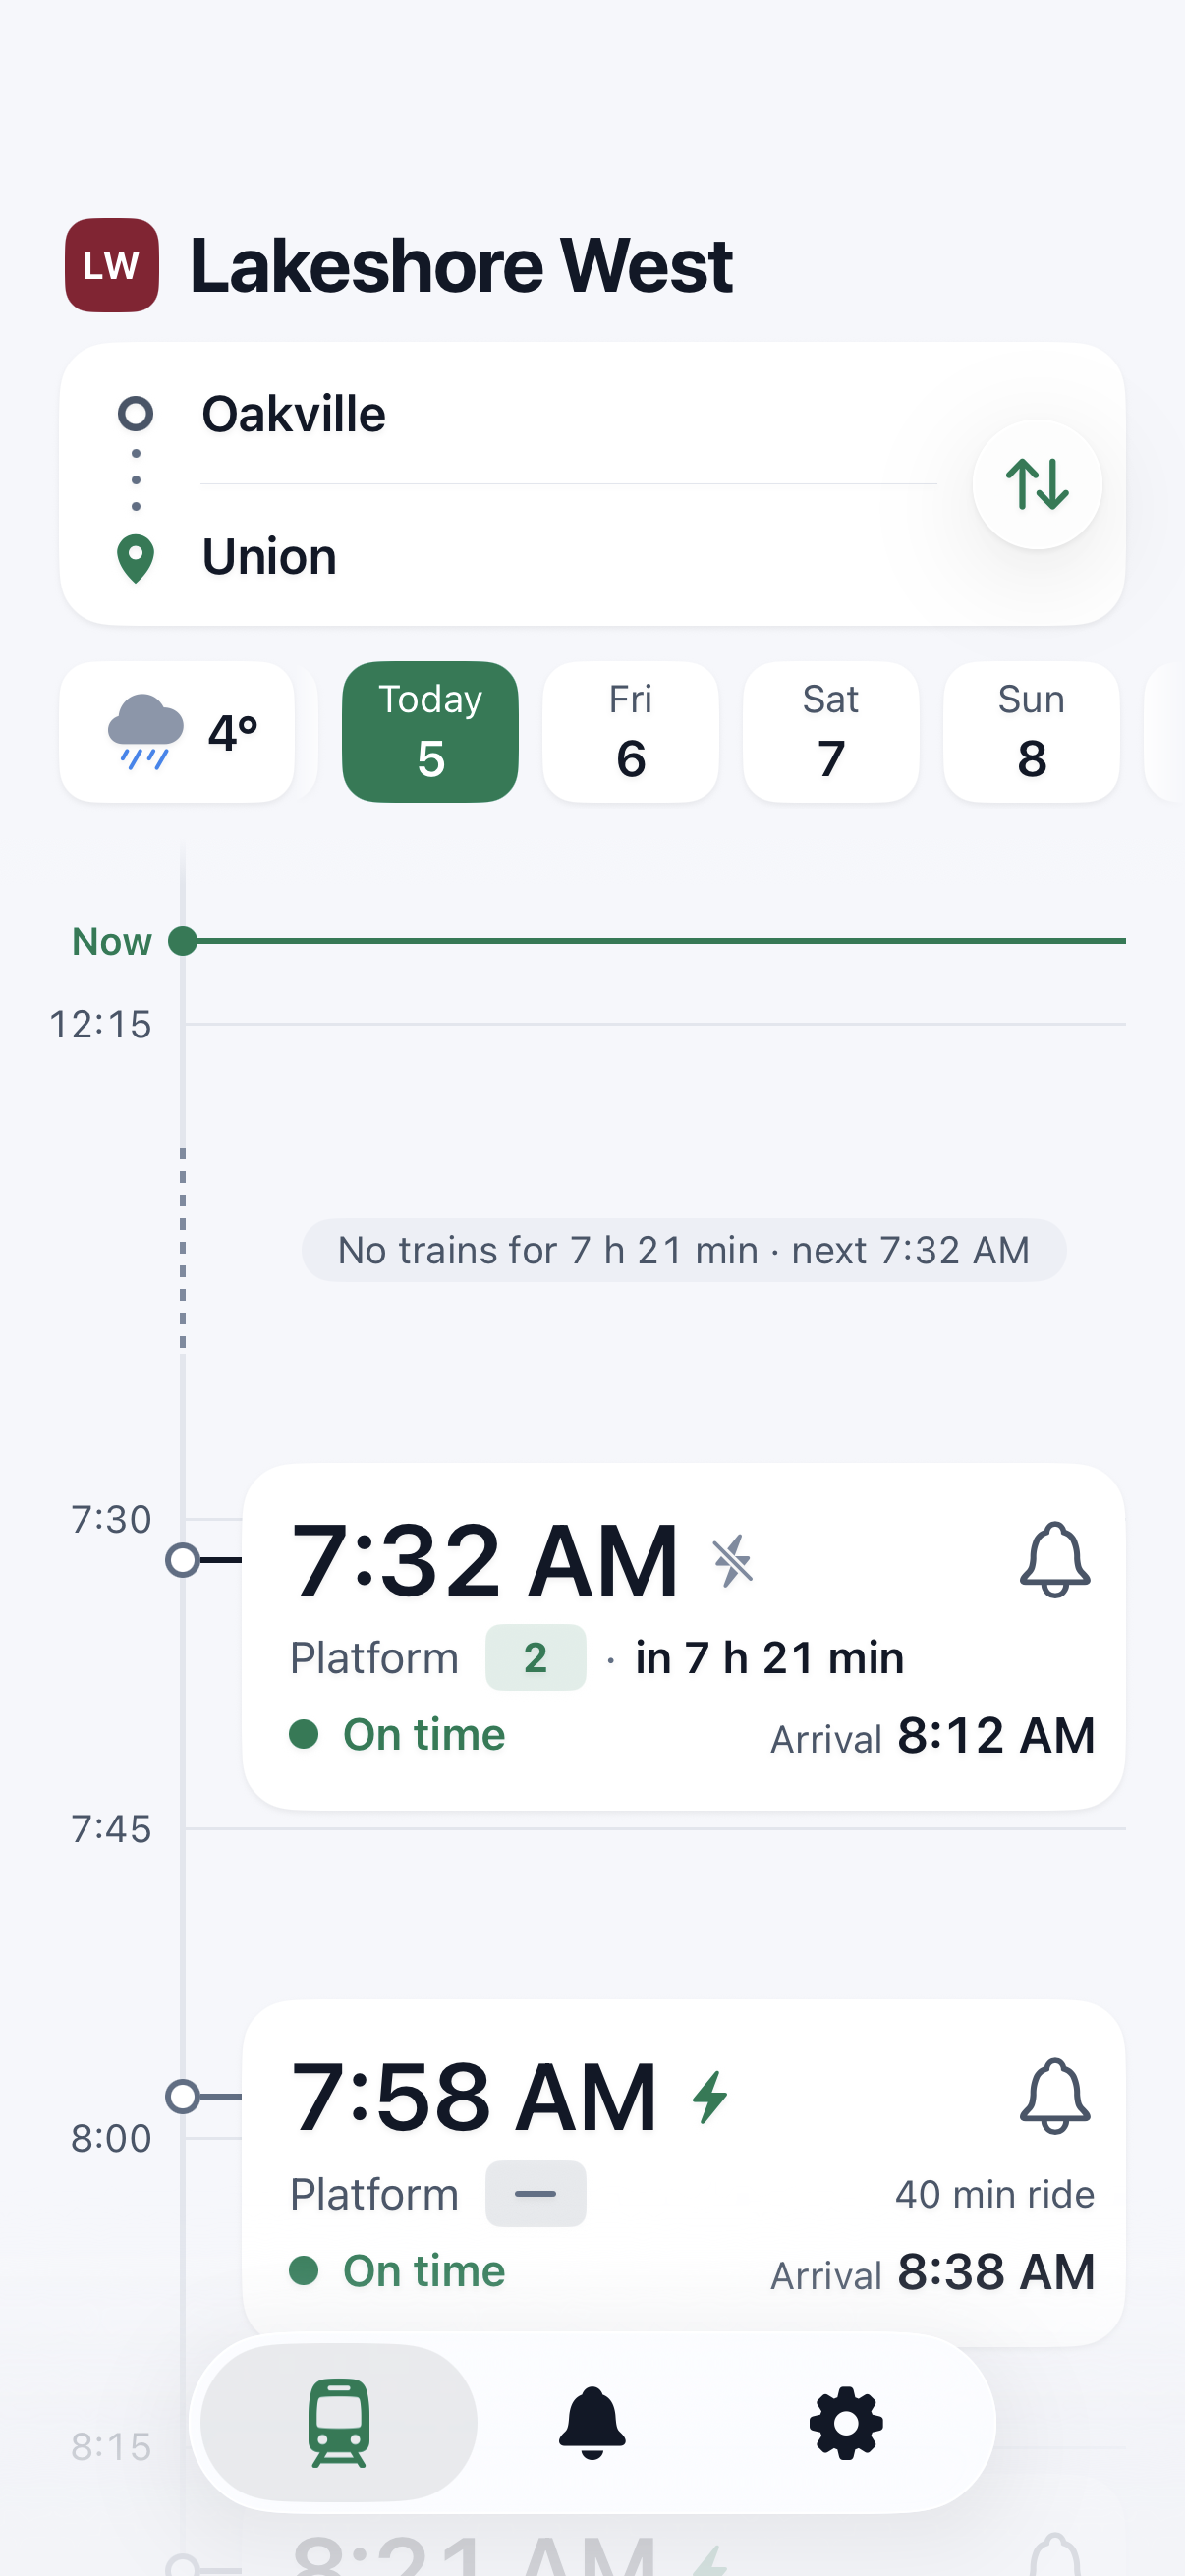 LW Lakeshore West
Oakville
Union
4°
Today
5
Fri
6
Sat
7
Sun
8
Now
12:15
No trains for 7 h 21 min · next 7:32 AM
7:30
7:32 AM
Platform 2 · in 7 h 21 min
On time
Arrival 8:12 AM
7:45
7:58 AM
8:00
Platform —
40 min ride
On time
Arrival 8:38 AM
8:15
8:21 AM